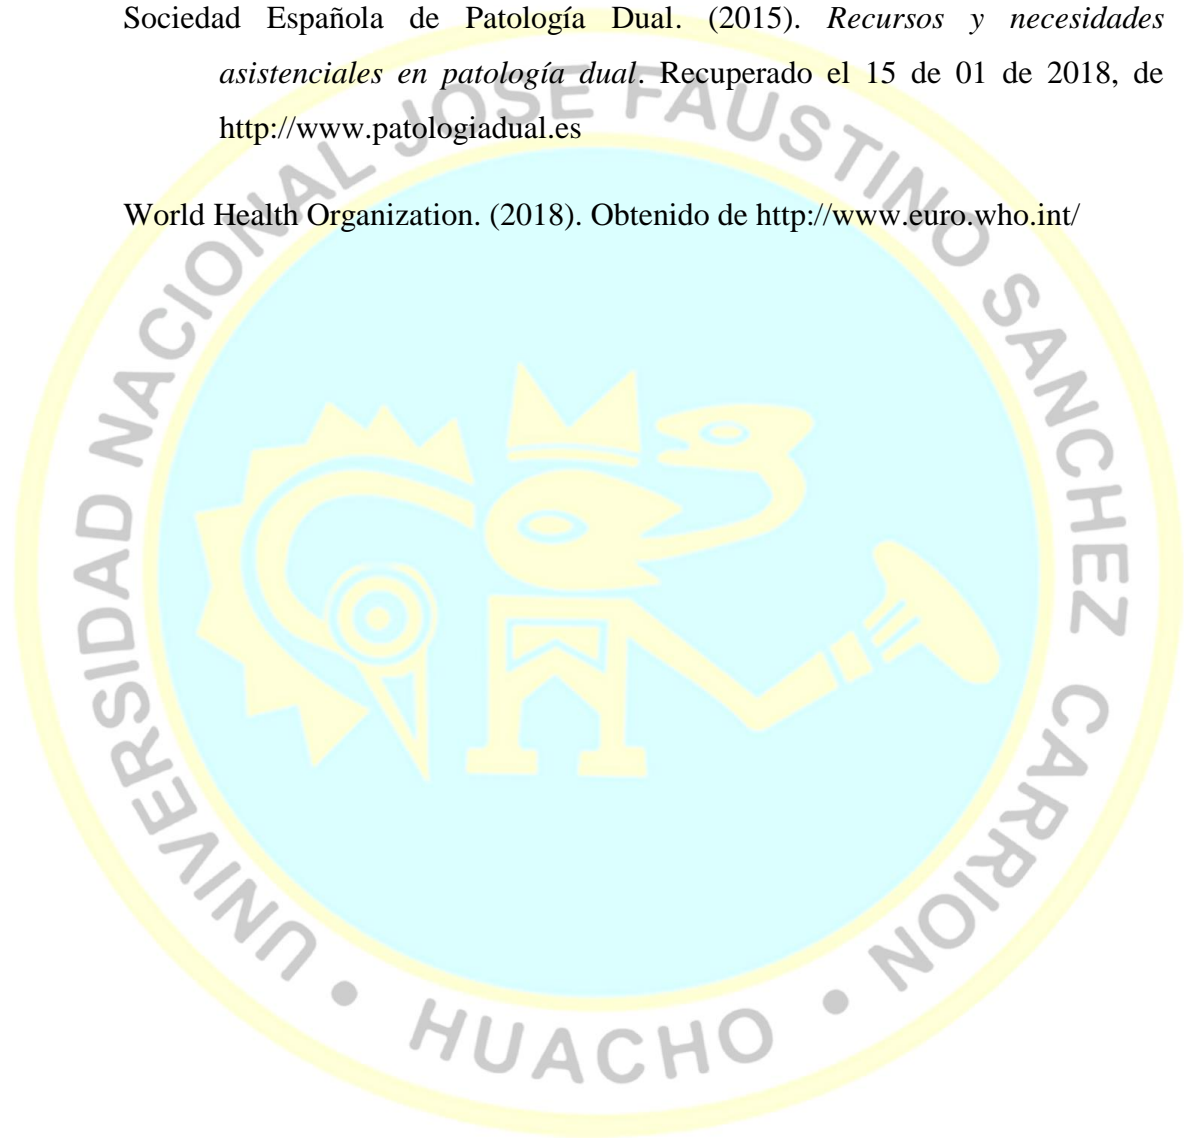 Sociedad Española de Patología Dual. (2015). Recursos y necesidades
asistenciales en patología dual. Recuperado el 15 de 01 de 2018, de
http://www.patologiadual.es
World Health Organization. (2018). Obtenido de http://www.euro.who.int/
UNIVERSIDAD NACIONAL JOSE FAUSTINO SANCHEZ CARRION
• HUACHO •